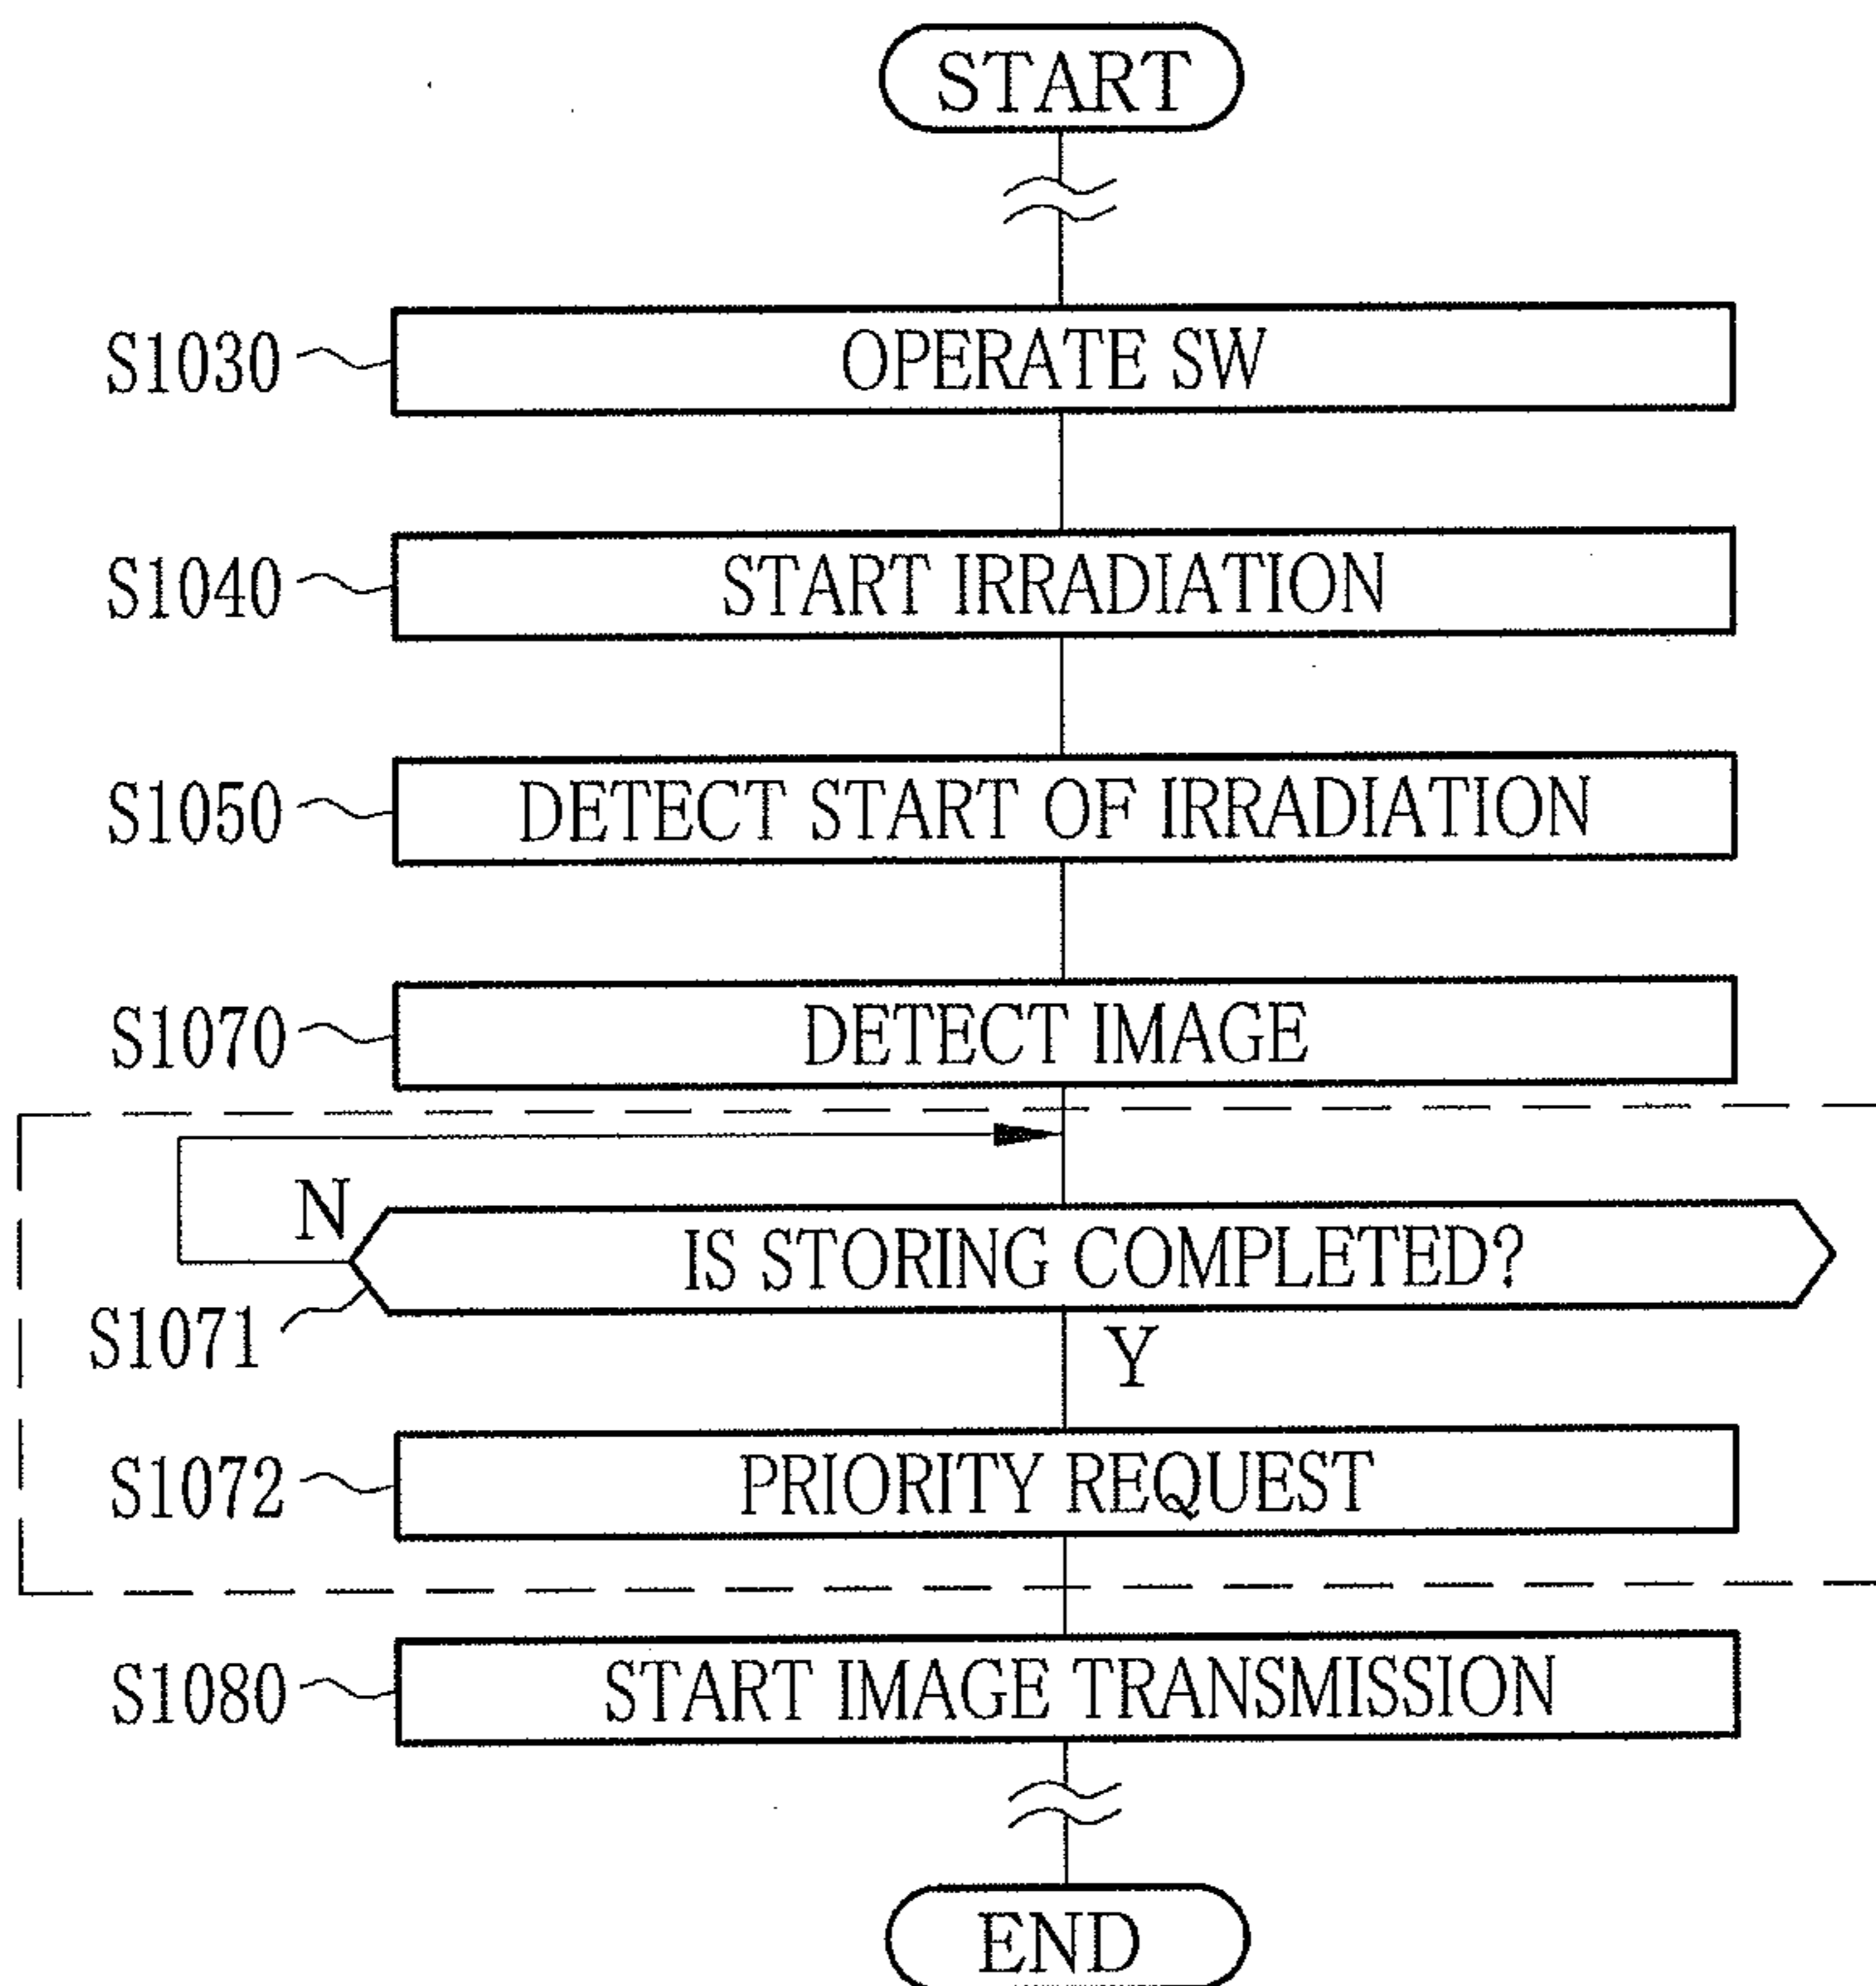 START
S1030 OPERATE SW
S1040 START IRRADIATION
S1050 DETECT START OF IRRADIATION
S1070 DETECT IMAGE
N
IS STORING COMPLETED?
S1071
Y
S1072 PRIORITY REQUEST
S1080 START IMAGE TRANSMISSION
END